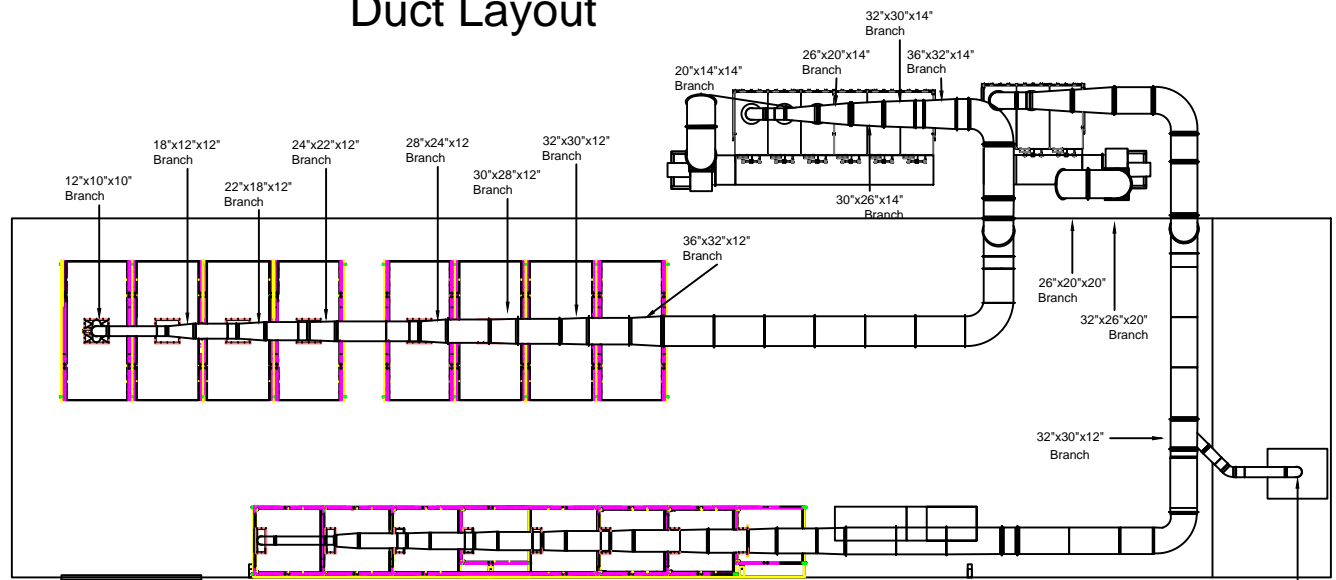 Duct Layout
32"x30"x14"
Branch
26"x20"x14"
Branch
36"x32"x14"
Branch
20"x14"x14"
Branch
18"x12"x12"
Branch
24"x22"x12"
Branch
28"x24"x12
Branch
32"x30"x12"
Branch
12"x10"x10"
Branch
22"x18"x12"
Branch
30"x28"x12"
Branch
30"x26"x14"
Branch
36"x32"x12"
Branch
26"x20"x20"
Branch
32"x26"x20"
Branch
32"x30"x12"
Branch